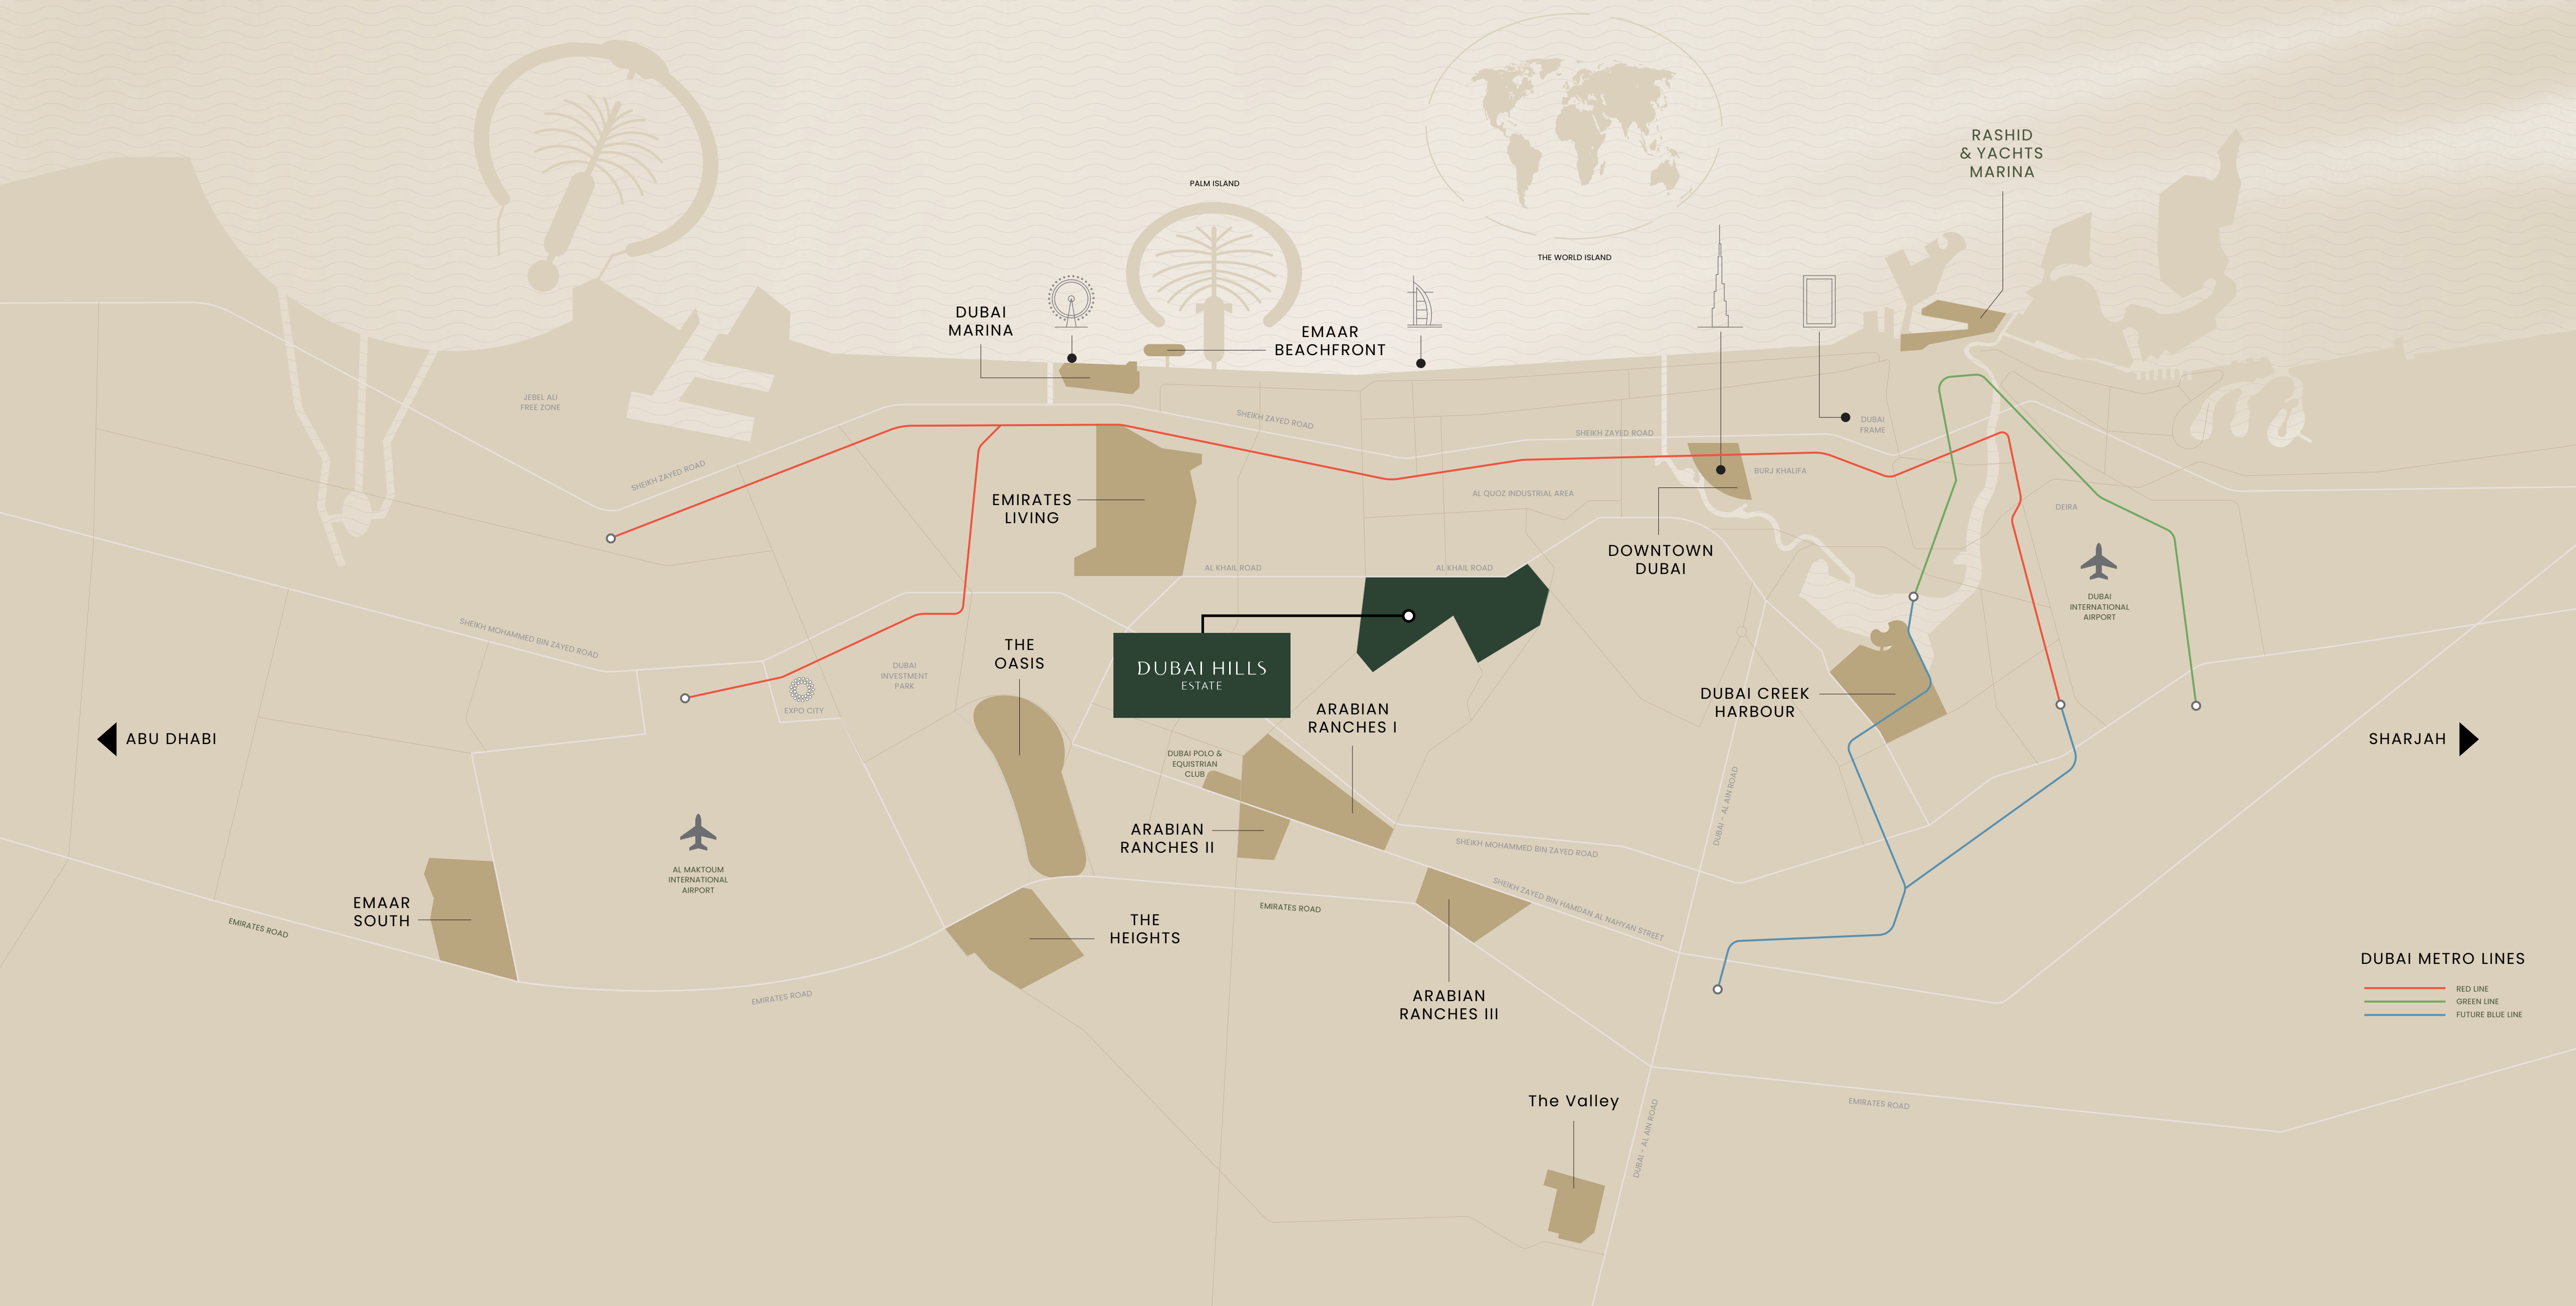 RASHID
& YACHTS
MARINA
PALM ISLAND
THE WORLD ISLAND
DUBAI
MARINA
EMAAR
BEACHFRONT
JEBEL ALI
FREE ZONE
SHEIKH ZAYED ROAD
SHEIKH ZAYED ROAD
SHEIKH ZAYED ROAD
DUBAI
FRAME
BURJ KHALIFA
AL QUOZ INDUSTRIAL AREA
EMIRATES
LIVING
DEIRA
DOWNTOWN
DUBAI
AL KHAIL ROAD
AL KHAIL ROAD
DUBAI
INTERNATIONAL
AIRPORT
SHEIKH MOHAMMED BIN ZAYED ROAD
THE
OASIS
DUBAI
INVESTMENT
PARK
DUBAI HILLS
ESTATE
EXPO CITY
DUBAI CREEK
HARBOUR
ARABIAN
RANCHES I
ABU DHABI
SHARJAH
DUBAI POLO &
EQUISTRIAN
CLUB
DUBAI - AL AIN ROAD
ARABIAN
RANCHES II
SHEIKH MOHAMMED BIN ZAYED ROAD
AL MAKTOUM
INTERNATIONAL
AIRPORT
SHEIKH ZAYED BIN HAMDAN AL NAHYAN STREET
EMAAR
SOUTH
EMIRATES ROAD
EMIRATES ROAD
THE
HEIGHTS
EMIRATES ROAD
ARABIAN
RANCHES III
DUBAI METRO LINES
RED LINE
GREEN LINE
FUTURE BLUE LINE
The Valley
EMIRATES ROAD
DUBAI - AL AIN ROAD